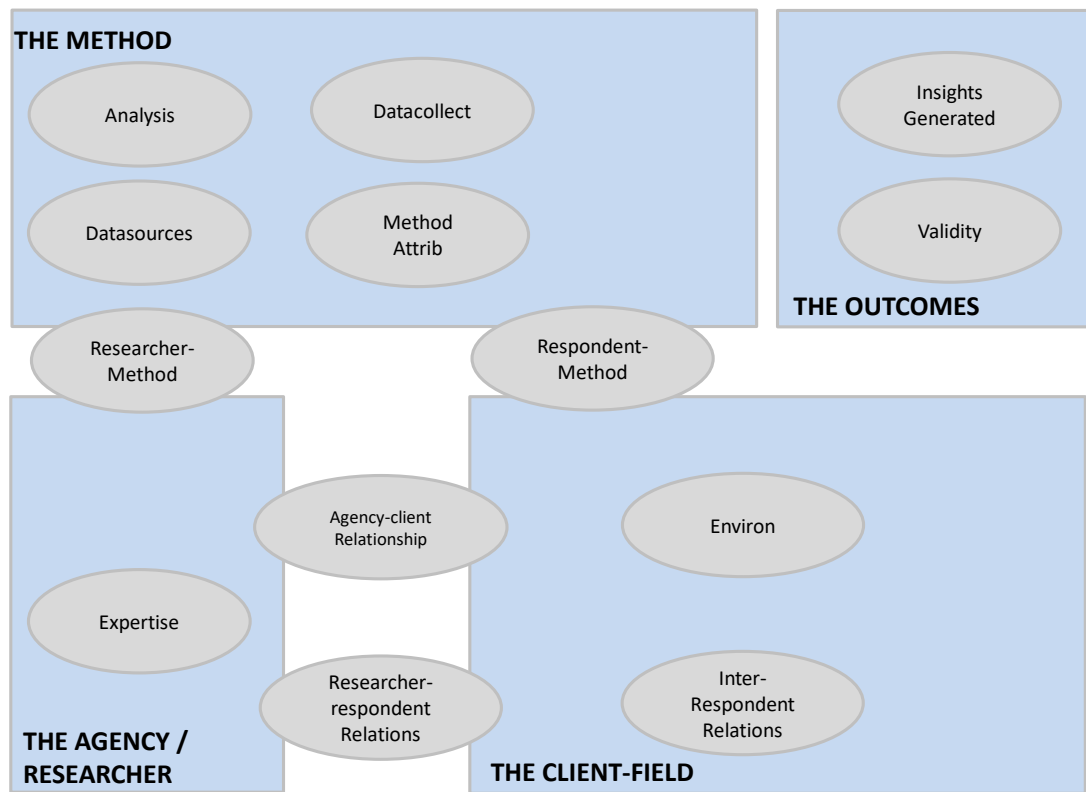 THE METHOD
Analysis
Datacollect
Datasources
Method
Attrib
Insights
Generated
Validity
THE OUTCOMES
Researcher-
Method
Respondent-
Method
Agency-client
Relationship
Environ
Expertise
Researcher-
respondent
Relations
Inter-
Respondent
Relations
THE AGENCY /
RESEARCHER
THE CLIENT-FIELD